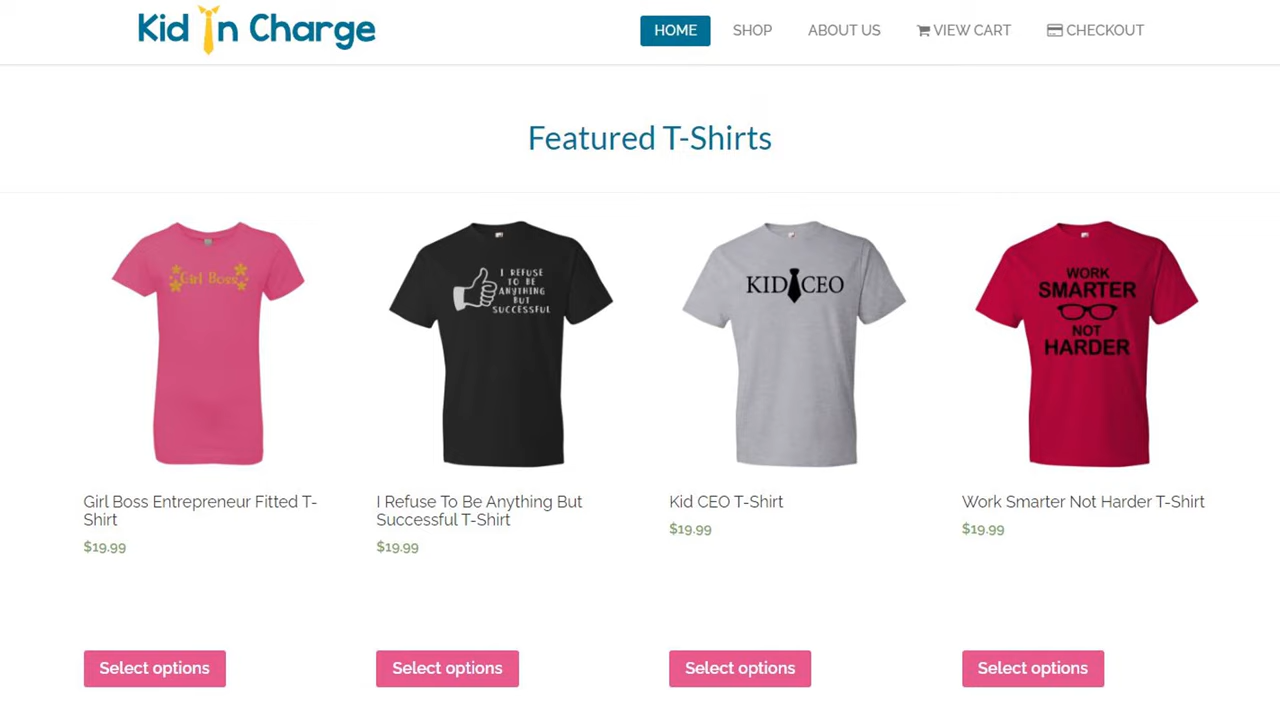 Kid In Charge
HOME
SHOP
ABOUT US
VIEW CART
CHECKOUT
Featured T-Shirts
Girl Boss
I REFUSE
TO BE
ANYTHING
BUT
SUCCESSFUL
KID CEO
WORK
SMARTER
NOT
HARDER
Girl Boss Entrepreneur Fitted T-
Shirt
$19.99
I Refuse To Be Anything But
Successful T-Shirt
$19.99
Kid CEO T-Shirt
$19.99
Work Smarter Not Harder T-Shirt
$19.99
Select options
Select options
Select options
Select options